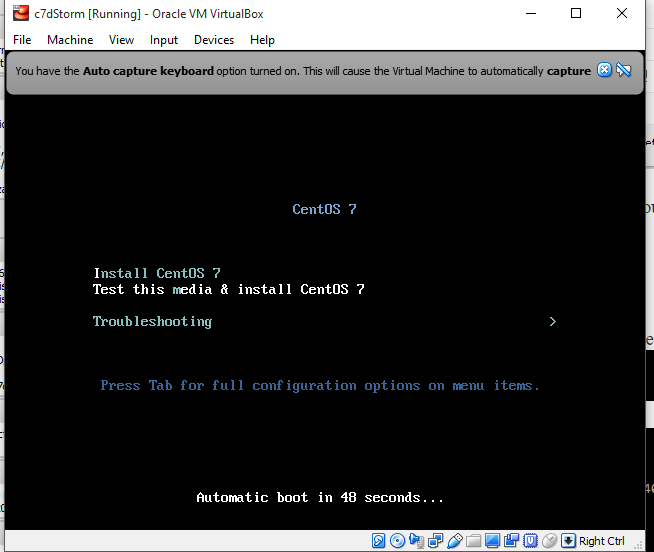 c7dStorm [Running] - Oracle VM VirtualBox
File Machine View Input Devices Help
You have the Auto capture keyboard option turned on. This will cause the Virtual Machine to automatically capture
CentOS 7
Install CentOS 7
Test this media & install CentOS 7
Troubleshooting >
Press Tab for full configuration options on menu items.
Automatic boot in 48 seconds...
Right Ctrl